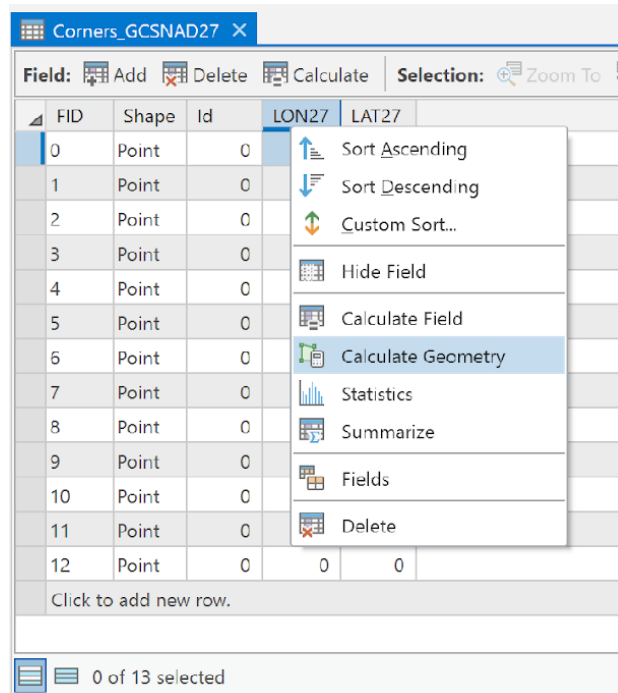 Corners_GCSNAD27 ×
Field: Add Delete Calculate Selection: Zoom To
FID Shape Id LON27 LAT27
0 Point 0
1 Point 0
2 Point 0
3 Point 0
4 Point 0
5 Point 0
6 Point 0
7 Point 0
8 Point 0
9 Point 0
10 Point 0
11 Point 0
12 Point 0 0 0
Click to add new row.
Sort Ascending
Sort Descending
Custom Sort...
Hide Field
Calculate Field
Calculate Geometry
Statistics
Summarize
Fields
Delete
0 of 13 selected